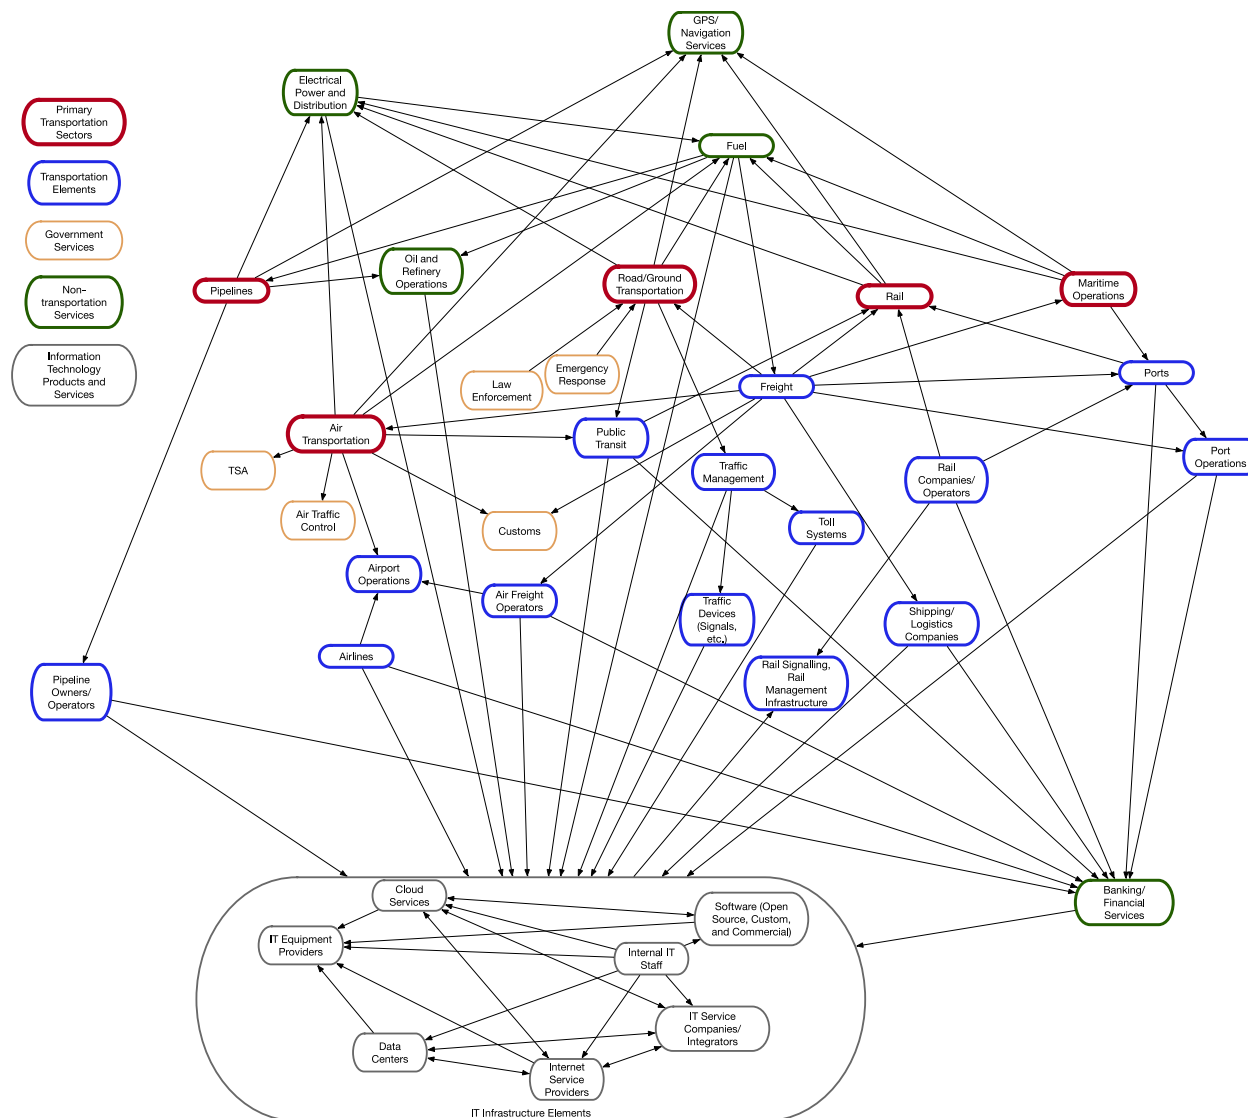 GPS/
Navigation
Services
Electrical
Power and
Distribution
Primary
Transportation
Sectors
Fuel
Transportation
Elements
Government
Services
Oil and
Refinery
Operations
Road/Ground
Transportation
Pipelines
Rail
Maritime
Operations
Non-
transportation
Services
Information
Technology
Products and
Services
Law
Enforcement
Emergency
Response
Freight
Ports
Air
Transportation
Public
Transit
Port
Operations
TSA
Traffic
Management
Rail
Companies/
Operators
Air Traffic
Control
Customs
Toll
Systems
Airport
Operations
Air Freight
Operators
Traffic
Devices
(Signals,
etc.)
Shipping/
Logistics
Companies
Airlines
Pipeline
Owners/
Operators
Rail Signalling,
Rail
Management
Infrastructure
Cloud
Services
Banking/
Financial
Services
Software (Open
Source, Custom,
and Commercial)
IT Equipment
Providers
Internal IT
Staff
IT Service
Companies/
Integrators
Data
Centers
Internet
Service
Providers
IT Infrastructure Elements